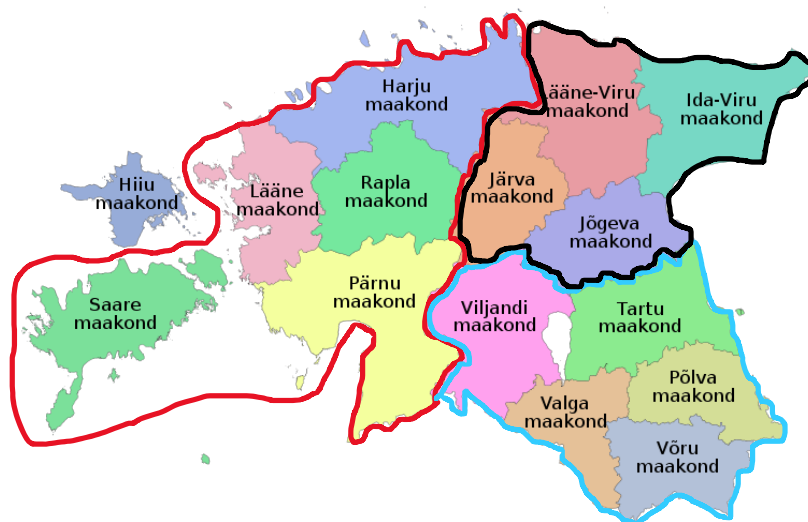 Harju
maakond
Lääne-Viru
maakond
Ida-Viru
maakond
Hiiu
maakond
Lääne
maakond
Rapla
maakond
Järva
maakond
Jõgeva
maakond
Saare
maakond
Pärnu
maakond
Viljandi
maakond
Tartu
maakond
Põlva
maakond
Valga
maakond
Võru
maakond